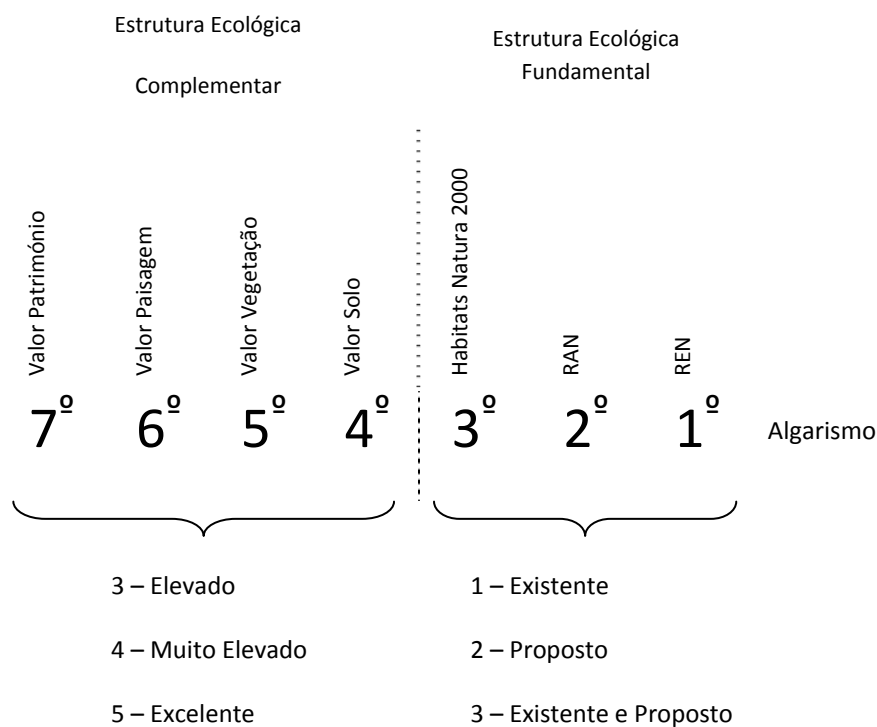 Estrutura Ecológica
Complementar
Estrutura Ecológica
Fundamental
Valor Património
Valor Paisagem
Valor Vegetação
Valor Solo
Habitats Natura 2000
RAN
REN
7º 6º 5º 4º 3º 2º 1º Algarismo
3 – Elevado
4 – Muito Elevado
5 – Excelente
1 – Existente
2 – Proposto
3 – Existente e Proposto